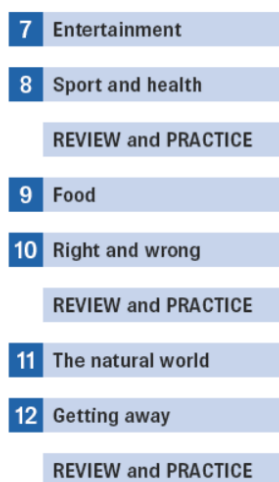 7 Entertainment
8 Sport and health
REVIEW and PRACTICE
9 Food
10 Right and wrong
REVIEW and PRACTICE
11 The natural world
12 Getting away
REVIEW and PRACTICE